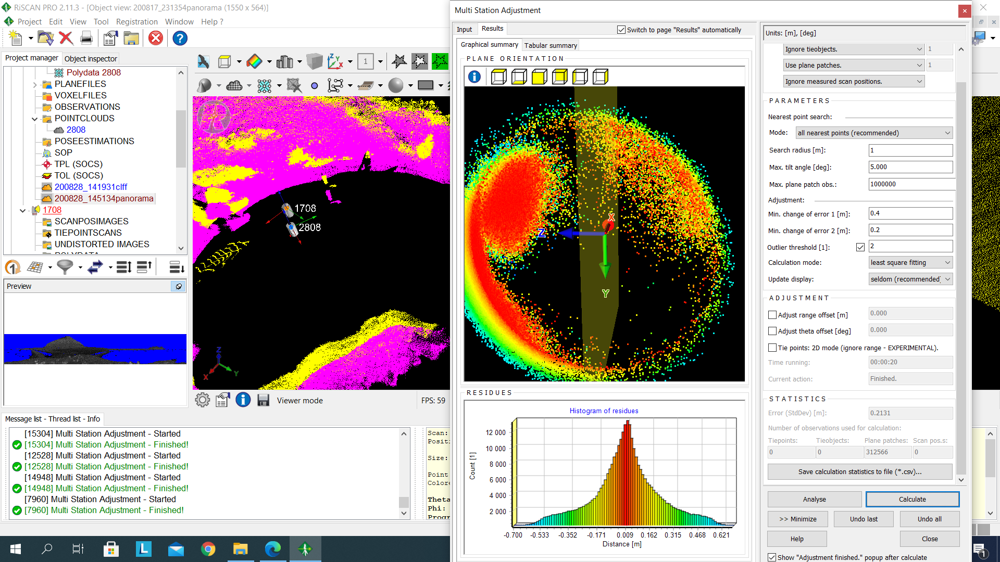 RiSCAN PRO 2.11.3 - [Object view: 200817_231354panorama (1550 x 564)]
Project Edit View Tool Registration Window Help ?
Project manager Object inspector
Polydata 2808
PLANEFILES
VOXELFILES
OBSERVATIONS
POINTCLOUDS
2808
POSEESTIMATIONS
SOP
TPL (SOCS)
TOL (SOCS)
200828_141931clff
200828_145134panorama
1708
SCANPOSIMAGES
TIEPOINTSCANS
UNDISTORTED IMAGES
POLYDATA
1
Preview
Z
Y
X
1
1708
2808
Z
X
Y
Viewer mode
FPS: 59
Message list - Thread list - Info
[15304] Multi Station Adjustment - Started
[15304] Multi Station Adjustment - Finished!
[12528] Multi Station Adjustment - Started
[12528] Multi Station Adjustment - Finished!
[14948] Multi Station Adjustment - Started
[14948] Multi Station Adjustment - Finished!
[7960] Multi Station Adjustment - Started
[7960] Multi Station Adjustment - Finished!
Scan:
Positi
Size:
Point
Colore
Theta
Phi:
Progr
Multi Station Adjustment
Input Results
Switch to page "Results" automatically
Graphical summary Tabular summary
PLANE ORIENTATION
X
Z
Y
RESIDUES
Histogram of residues
Count [1]
12 000
10 000
8 000
6 000
4 000
2 000
-0.700 -0.533 -0.352 -0.171 0.009 0.162 0.315 0.468 0.621
Distance [m]
Units: [m], [deg]
Ignore tieobjects. 1
Use plane patches. 1
Ignore measured scan positions.
PARAMETERS
Nearest point search:
Mode: all nearest points (recommended)
Search radius [m]: 1
Max. tilt angle [deg]: 5.000
Max. plane patch obs.: 1000000
Adjustment:
Min. change of error 1 [m]: 0.4
Min. change of error 2 [m]: 0.2
Outlier threshold [1]: 2
Calculation mode: least square fitting
Update display: seldom (recommended)
ADJUSTMENT
Adjust range offset [m] 0.000
Adjust theta offset [deg] 0.000
Tie points: 2D mode (ignore range - EXPERIMENTAL).
Time running: 00:00:20
Current action: Finished.
STATISTICS
Error (StdDev) [m]: 0.2131
Number of observations used for calculation:
Tiepoints: Tieobjects: Plane patches: Scan pos.s:
0 0 312566 0
Save calculation statistics to file (*.csv)...
Analyse Calculate
>> Minimize Undo last Undo all
Help Close
Show "Adjustment finished." popup after calculate
L
1